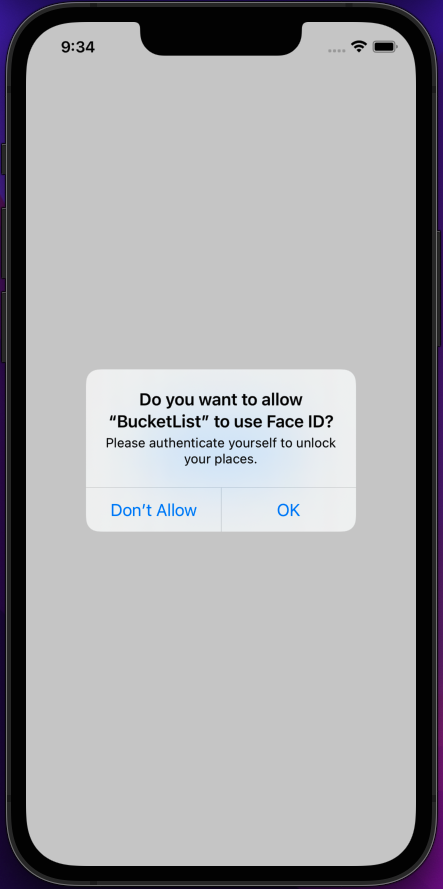 9:34
Do you want to allow
“BucketList” to use Face ID?
Please authenticate yourself to unlock
your places.
Don’t Allow
OK